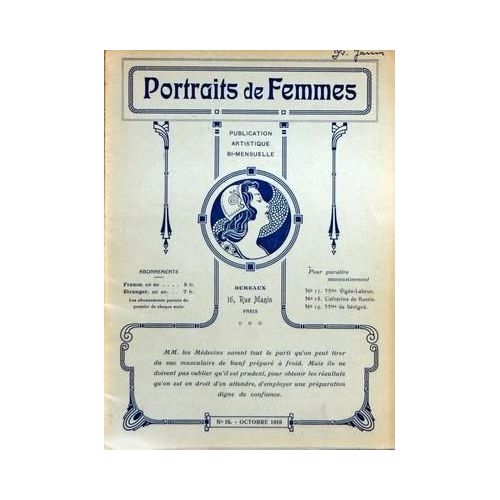 Portraits de Femmes
PUBLICATION
ARTISTIQUE
BI-MENSUELLE
ABONNEMENTS
France, un an . . . . 5 fr.
Étranger, un an . . . 7 fr.
Les abonnements partent du
premier de chaque mois.
BUREAUX
16, Rue Mazin
PARIS
Pour paraître
successivement
No 17. Mme Vigée-Lebrun.
No 18. Catherine de Russie.
No 19. Mme de Sévigné.
MM. les Médecins savent tout le parti qu'on peut tirer
du suc musculaire de bœuf préparé à froid. Mais ils ne
doivent pas oublier qu'il est prudent, pour obtenir les résultats
qu'on est en droit d'en attendre, d'employer une préparation
digne de confiance.
No 16. - OCTOBRE 1910